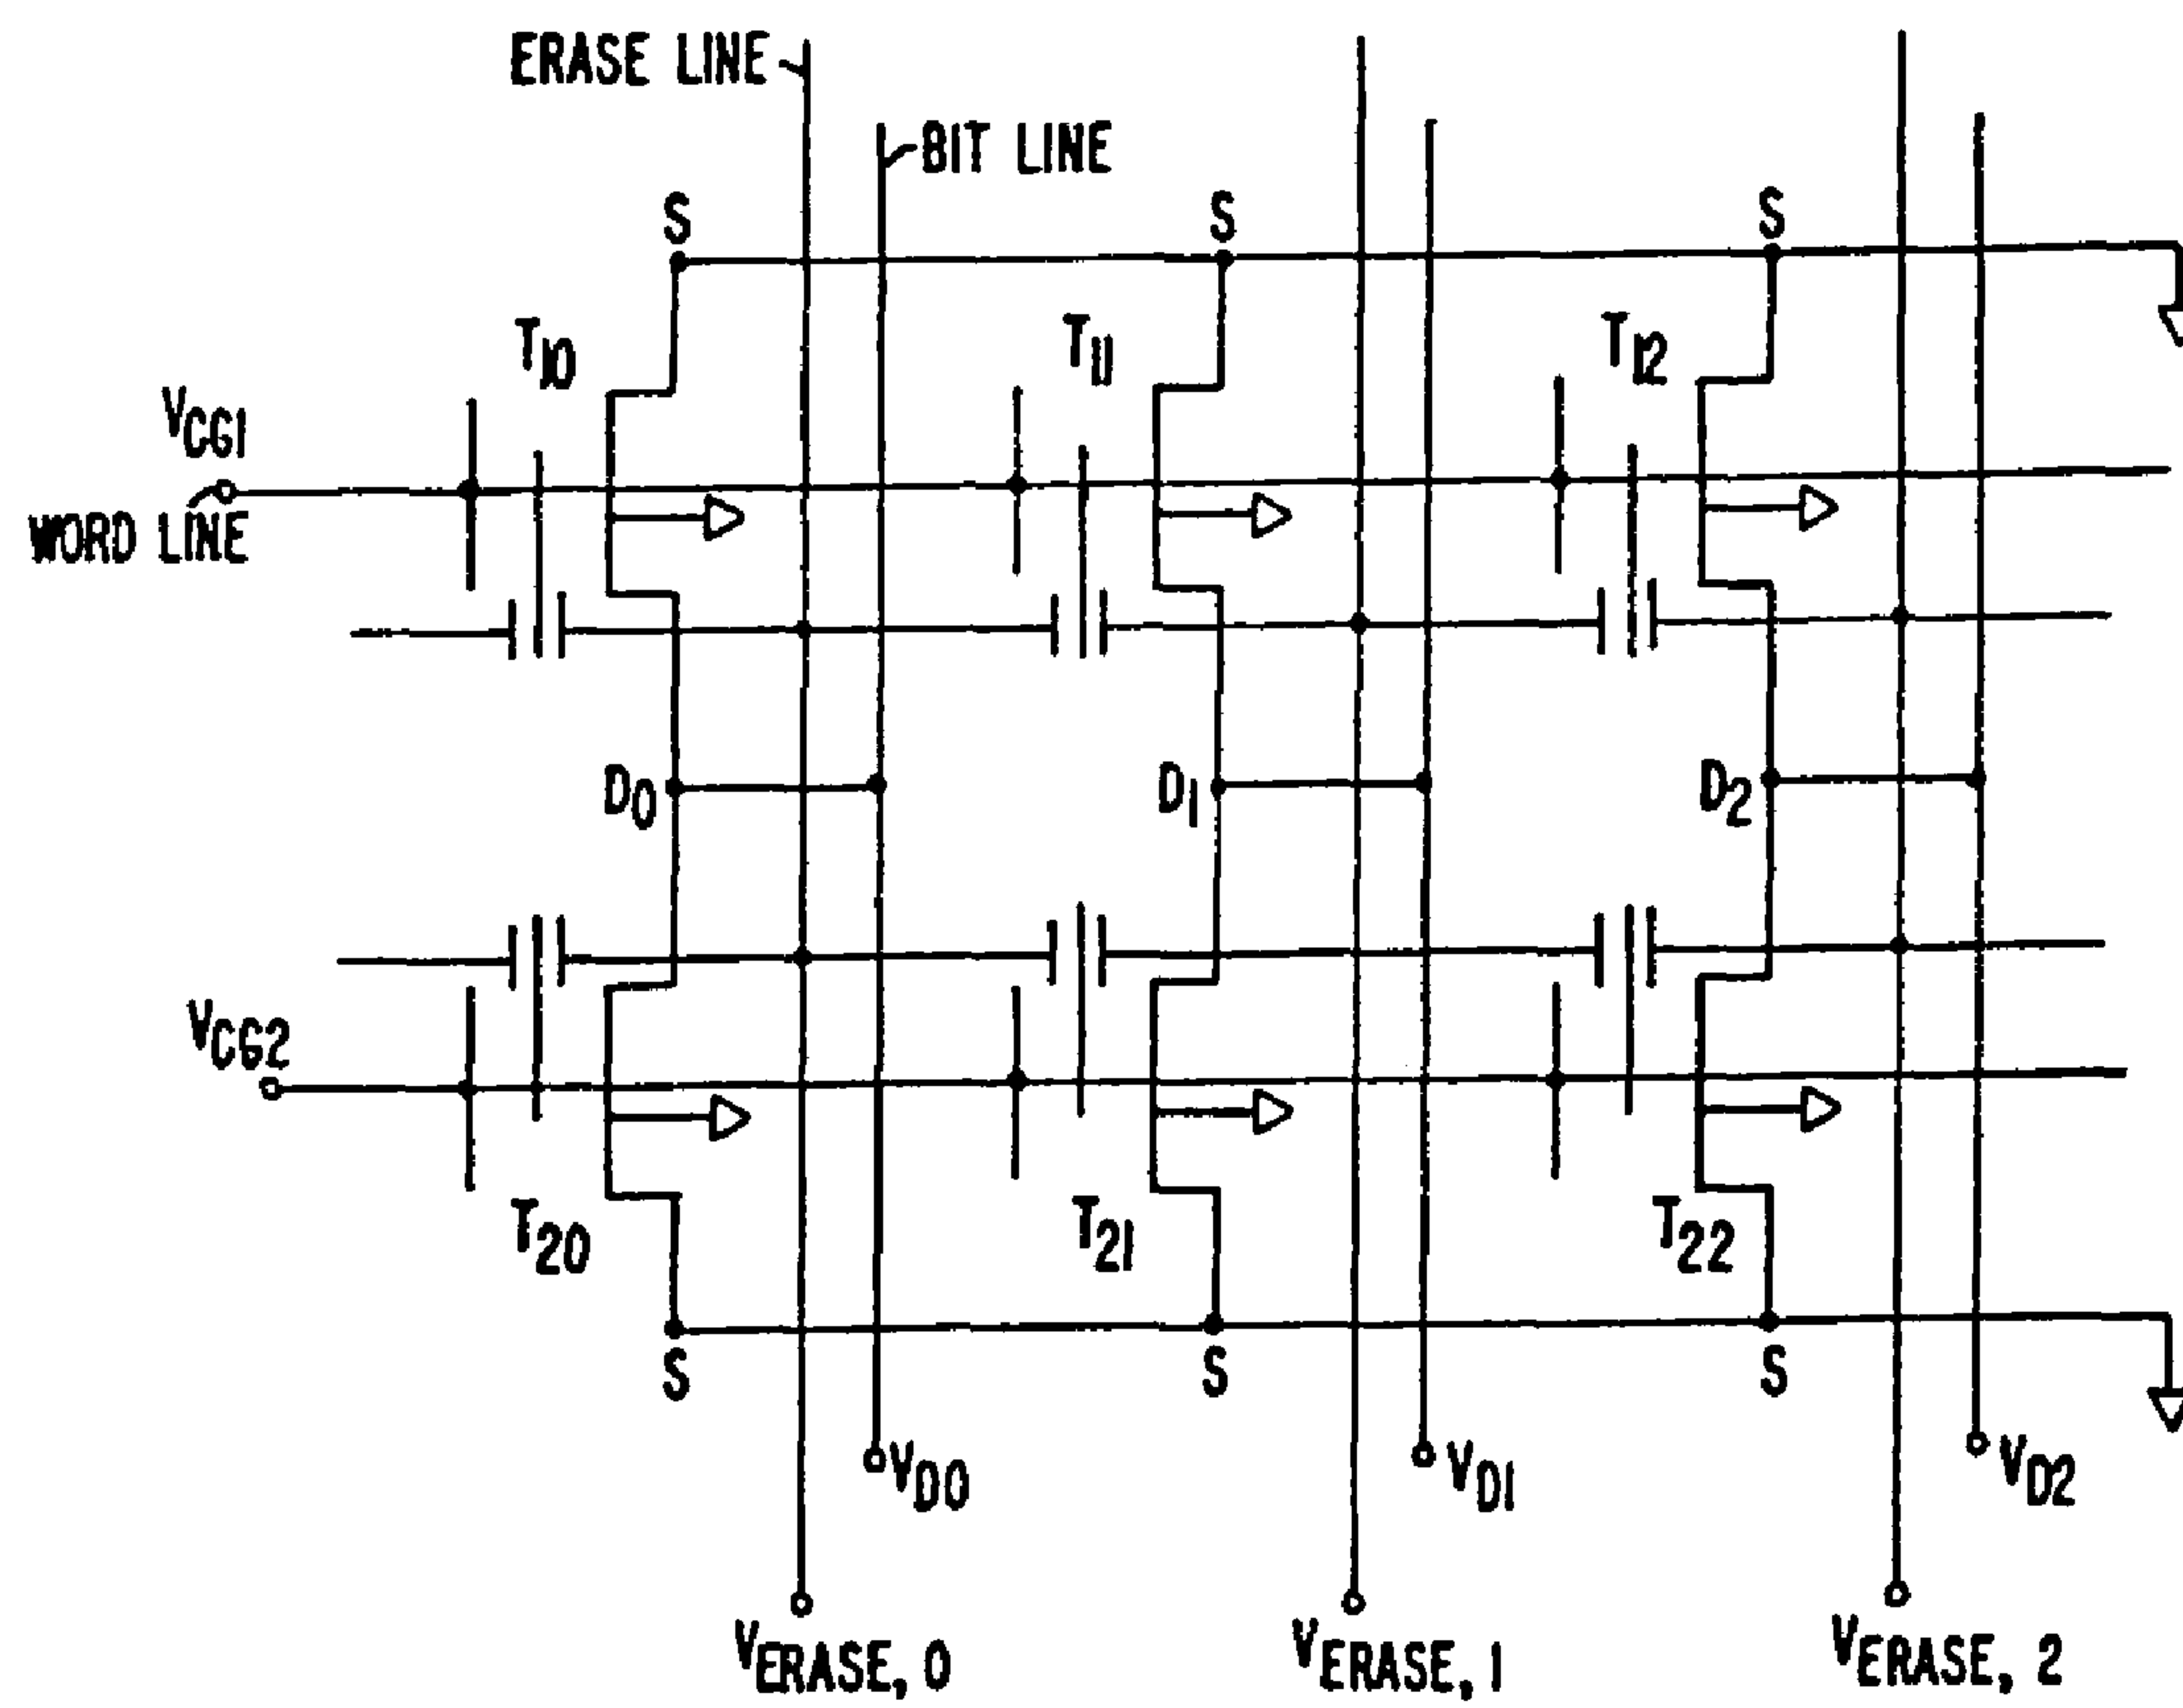 ERASE LINE
BIT LINE
S S S
T10 T11 T12
VCG1
WORD LINE
D0 D1 D2
VCG2
T20 T21 T22
S S S
VD0 VD1 VD2
VERASE, 0 VERASE, 1 VERASE, 2